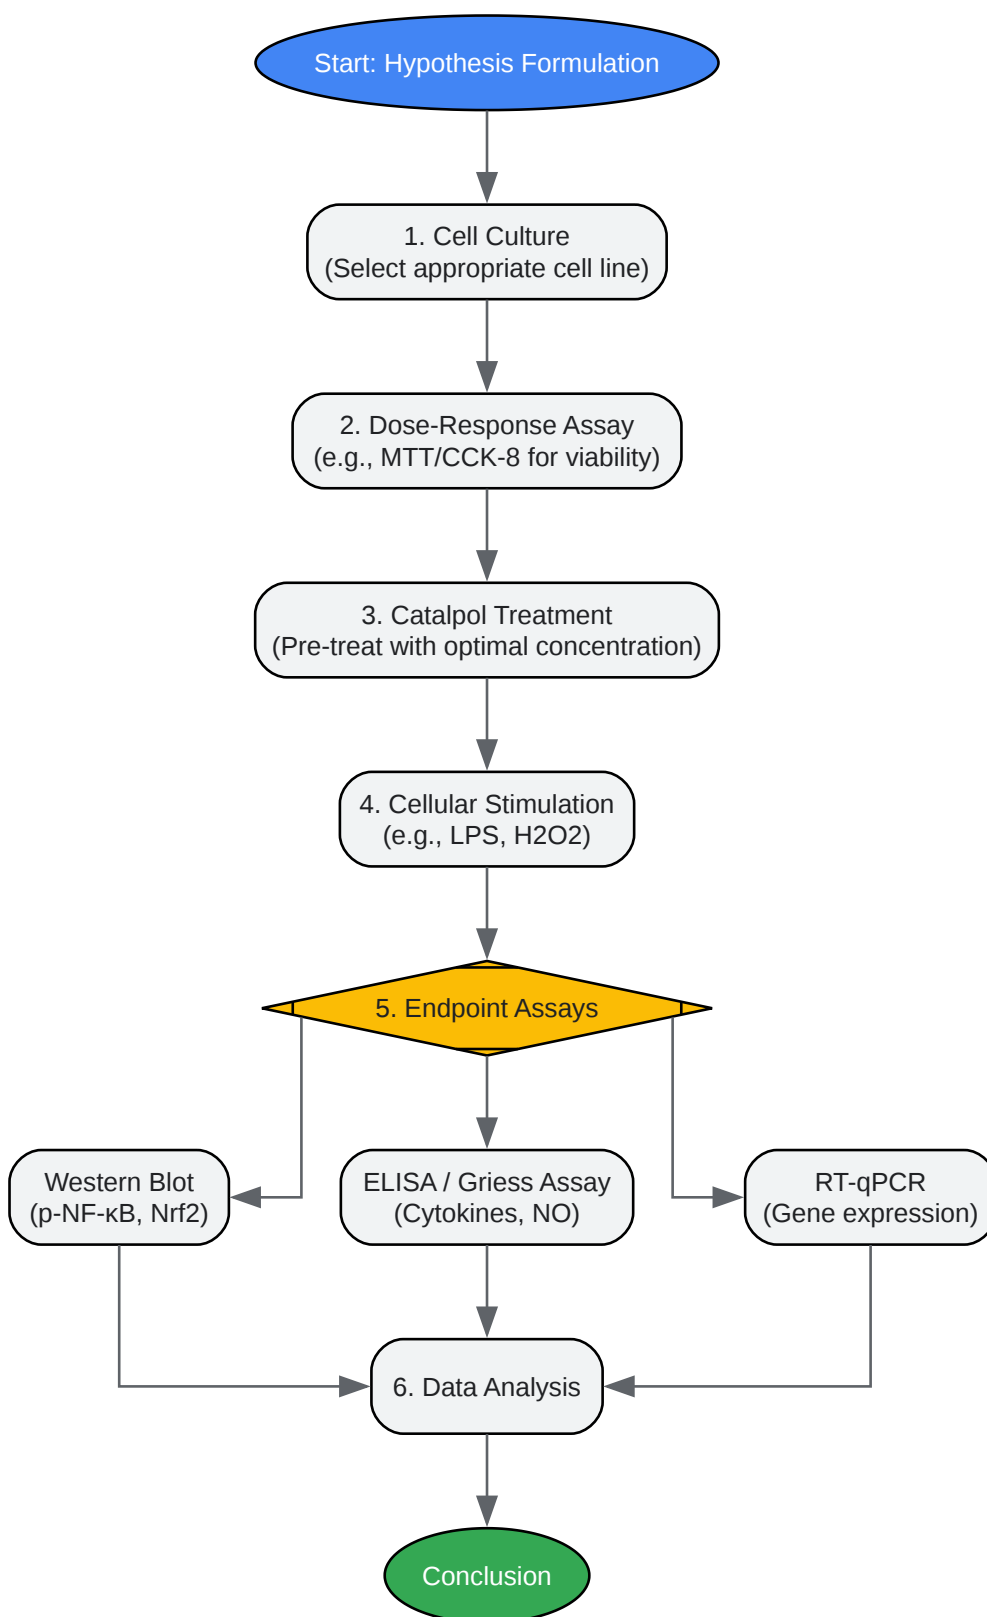 Start: Hypothesis Formulation
1. Cell Culture
(Select appropriate cell line)
2. Dose-Response Assay
(e.g., MTT/CCK-8 for viability)
3. Catalpol Treatment
(Pre-treat with optimal concentration)
4. Cellular Stimulation
(e.g., LPS, H2O2)
5. Endpoint Assays
Western Blot
(p-NF-κB, Nrf2)
ELISA / Griess Assay
(Cytokines, NO)
RT-qPCR
(Gene expression)
6. Data Analysis
Conclusion